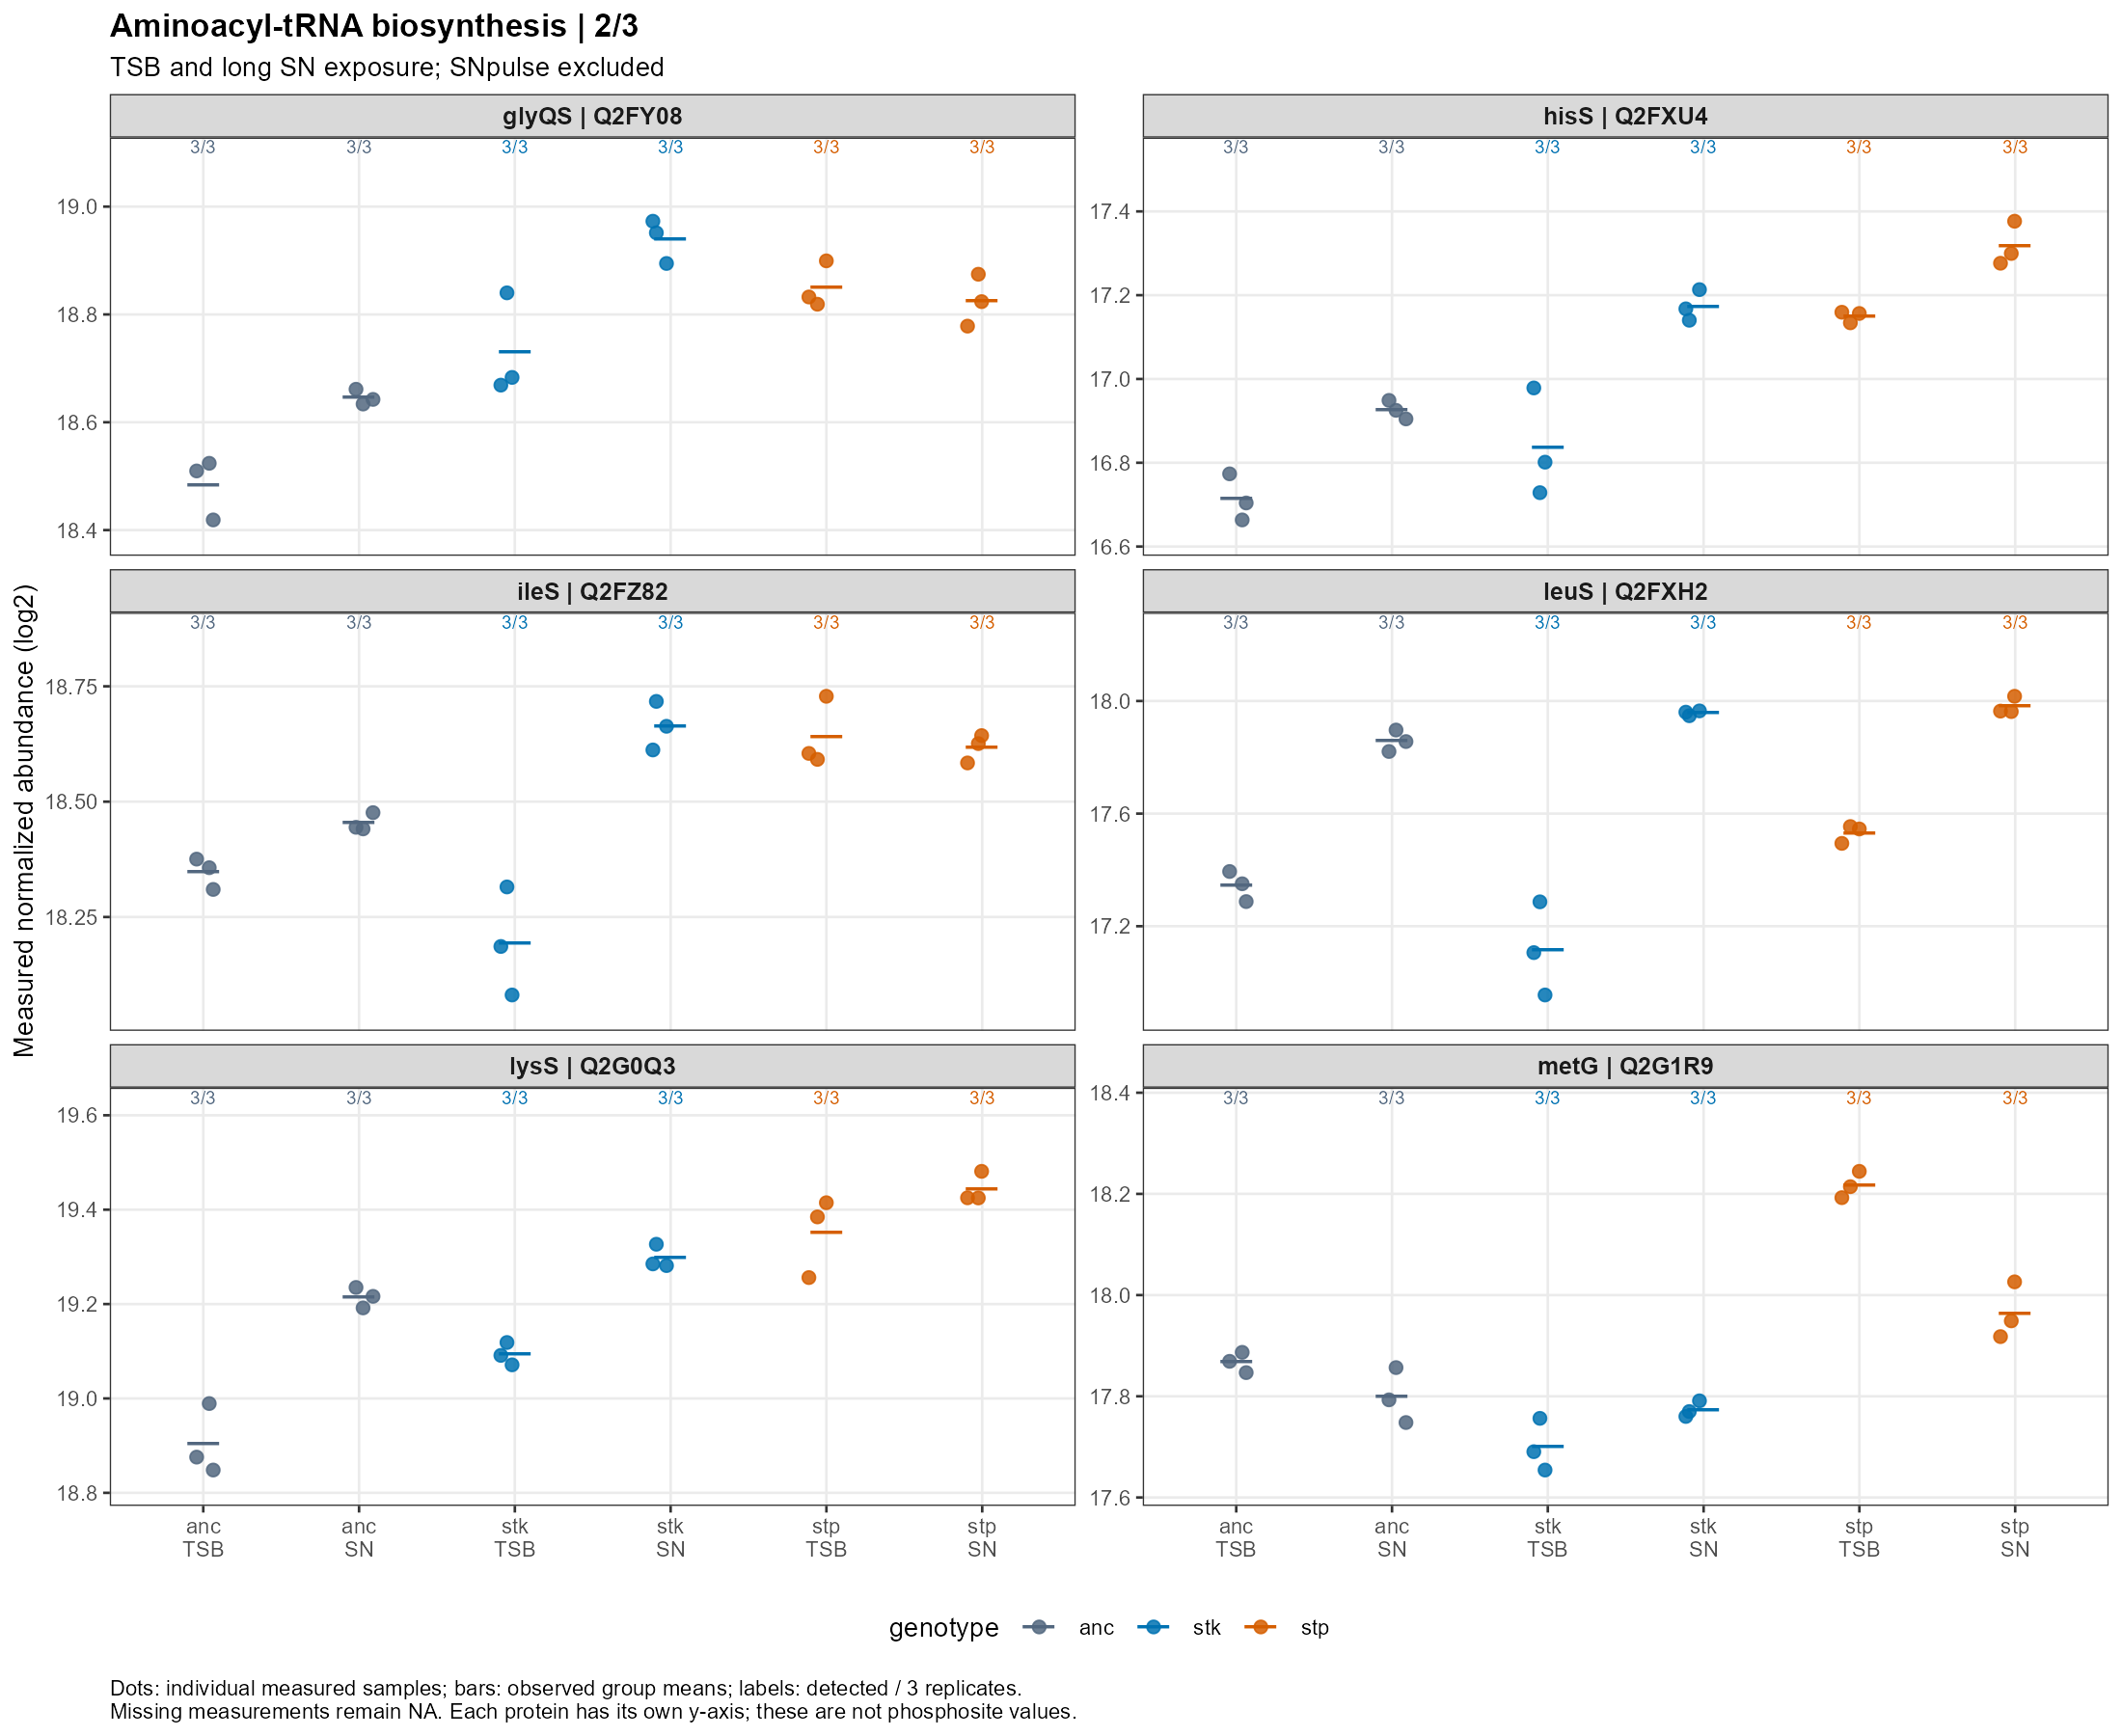 Aminoacyl-tRNA biosynthesis | 2/3
TSB and long SN exposure; SNpulse excluded
Measured normalized abundance (log2)
glyQS | Q2FY08
3/3 3/3 3/3 3/3 3/3 3/3
19.0
18.8
18.6
18.4
hisS | Q2FXU4
3/3 3/3 3/3 3/3 3/3 3/3
17.4
17.2
17.0
16.8
16.6
ileS | Q2FZ82
3/3 3/3 3/3 3/3 3/3 3/3
18.75
18.50
18.25
leuS | Q2FXH2
3/3 3/3 3/3 3/3 3/3 3/3
18.0
17.6
17.2
lysS | Q2G0Q3
3/3 3/3 3/3 3/3 3/3 3/3
19.6
19.4
19.2
19.0
18.8
metG | Q2G1R9
18.4
3/3 3/3 3/3 3/3 3/3 3/3
18.2
18.0
17.8
17.6
anc anc stk stk stp stp
TSB SN TSB SN TSB SN
anc anc stk stk stp stp
TSB SN TSB SN TSB SN
genotype anc stk stp
Dots: individual measured samples; bars: observed group means; labels: detected / 3 replicates.
Missing measurements remain NA. Each protein has its own y-axis; these are not phosphosite values.